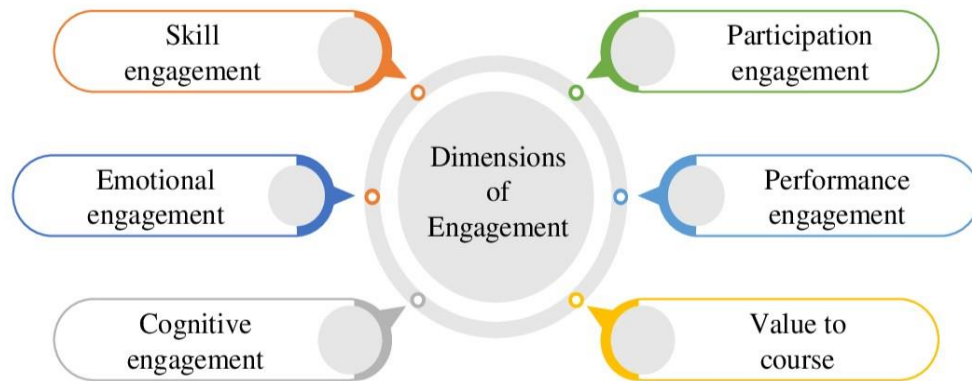 Skill
engagement
Participation
engagement
Emotional
engagement
Dimensions
of
Engagement
Performance
engagement
Cognitive
engagement
Value to
course